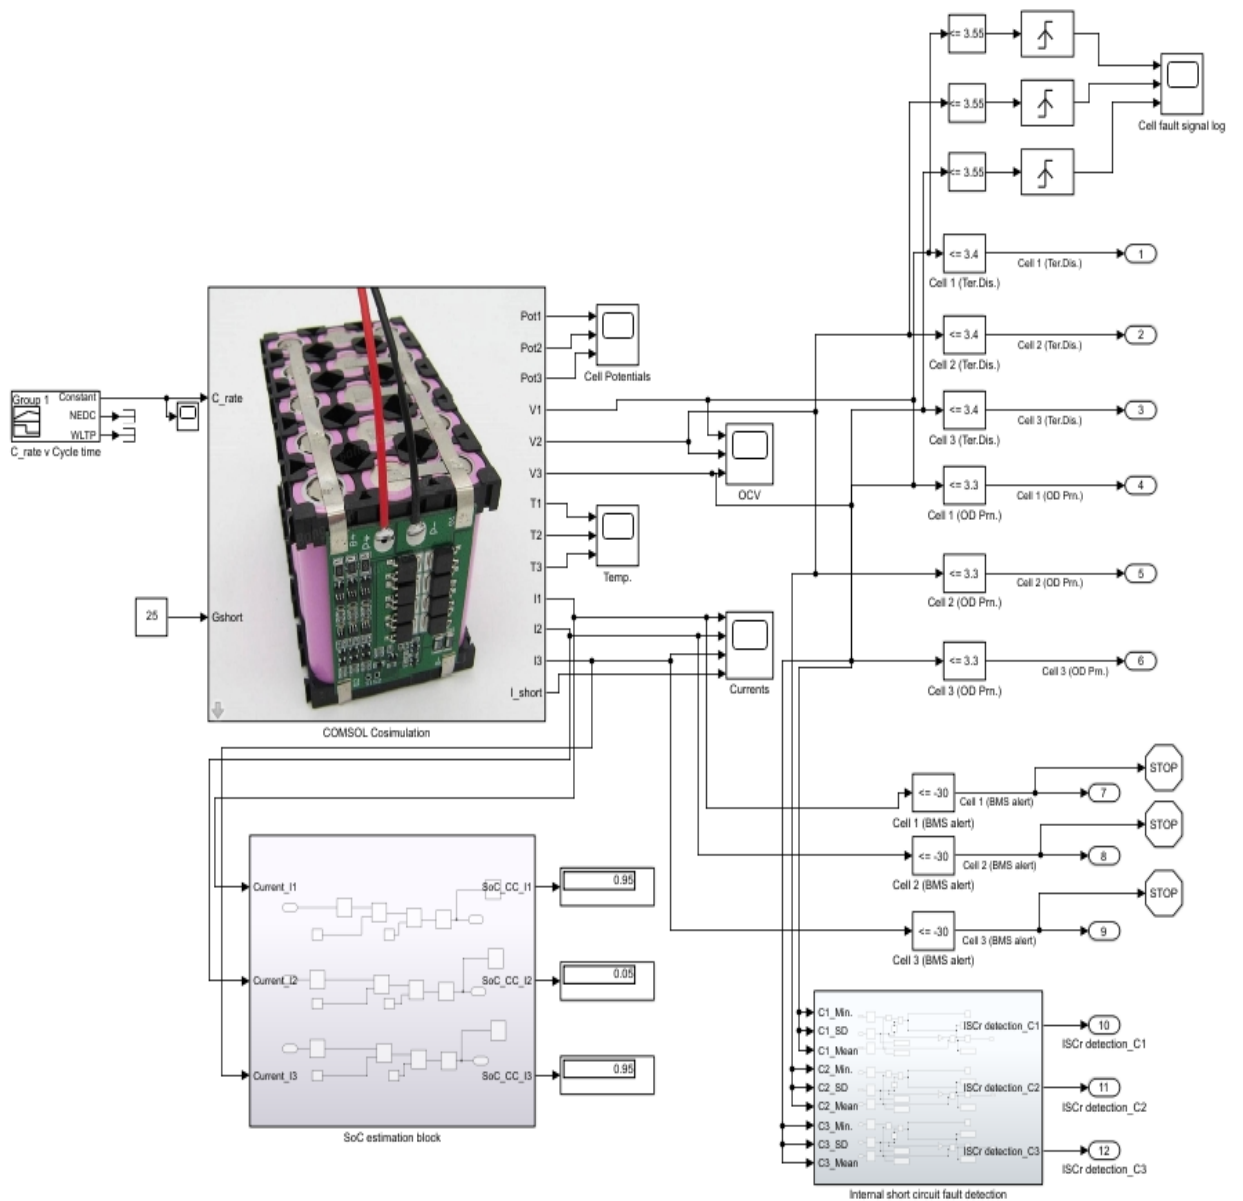 <= 3.55
<= 3.55
Cell fault signal log
<= 3.55
<= 3.4
Cell 1 (Ter.Dis.)
1
Cell 1 (Ter.Dis.)
<= 3.4
Cell 2 (Ter.Dis.)
2
Cell 2 (Ter.Dis.)
<= 3.4
Cell 3 (Ter.Dis.)
3
Cell 3 (Ter.Dis.)
<= 3.3
Cell 1 (OD Prn.)
4
Cell 1 (OD Prn.)
<= 3.3
Cell 2 (OD Prn.)
5
Cell 2 (OD Prn.)
<= 3.3
Cell 3 (OD Prn.)
6
Cell 3 (OD Prn.)
Group 1
Constant
NEDC
WLTP
C_rate v Cycle time
C_rate
25
Gshort
Pot1
Pot2
Pot3
V1
V2
V3
T1
T2
T3
I1
I2
I3
I_short
B+
P+
P-
Cell Potentials
OCV
Temp.
Currents
COMSOL Cosimulation
<= -30
Cell 1 (BMS alert)
STOP
7
Cell 1 (BMS alert)
<= -30
Cell 2 (BMS alert)
STOP
8
Cell 2 (BMS alert)
<= -30
Cell 3 (BMS alert)
STOP
9
Cell 3 (BMS alert)
Current_I1
SoC_CC_I1
0.95
Current_I2
SoC_CC_I2
0.05
Current_I3
SoC_CC_I3
0.95
SoC estimation block
C1_Min.
C1_SD
C1_Mean
C2_Min.
C2_SD
C2_Mean
C3_Min.
C3_SD
C3_Mean
ISCr detection_C1
10
ISCr detection_C1
ISCr detection_C2
11
ISCr detection_C2
ISCr detection_C3
12
ISCr detection_C3
Internal short circuit fault detection